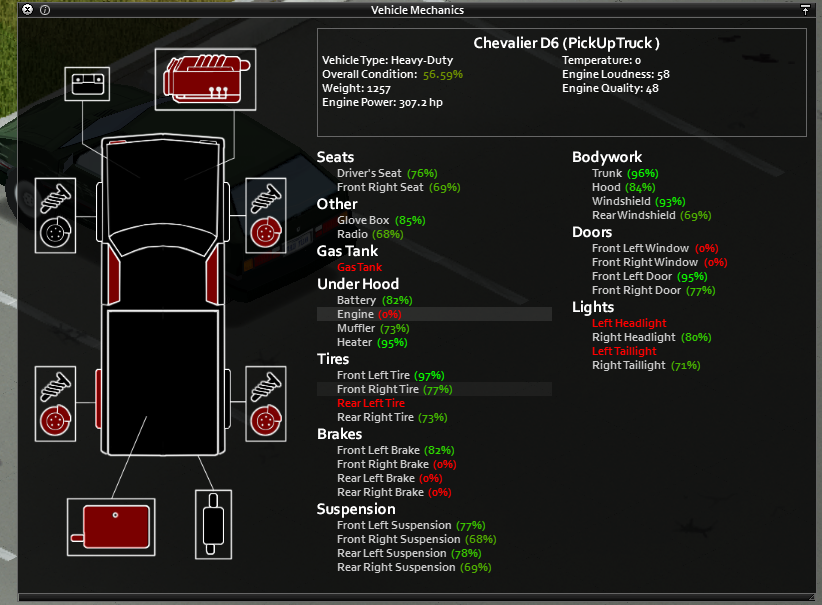 Vehicle Mechanics
Chevalier D6 (PickUpTruck )
Vehicle Type: Heavy-Duty
Overall Condition: 56.59%
Weight: 1257
Engine Power: 307.2 hp
Temperature: 0
Engine Loudness: 58
Engine Quality: 48
Seats
Driver's Seat (76%)
Front Right Seat (69%)
Other
Glove Box (85%)
Radio (68%)
Gas Tank
Gas Tank
Under Hood
Battery (82%)
Engine (0%)
Muffler (73%)
Heater (95%)
Tires
Front Left Tire (97%)
Front Right Tire (77%)
Rear Left Tire
Rear Right Tire (73%)
Brakes
Front Left Brake (82%)
Front Right Brake (0%)
Rear Left Brake (0%)
Rear Right Brake (0%)
Suspension
Front Left Suspension (77%)
Front Right Suspension (68%)
Rear Left Suspension (78%)
Rear Right Suspension (69%)
Bodywork
Trunk (96%)
Hood (84%)
Windshield (93%)
Rear Windshield (69%)
Doors
Front Left Window (0%)
Front Right Window (0%)
Front Left Door (95%)
Front Right Door (77%)
Lights
Left Headlight
Right Headlight (80%)
Left Taillight
Right Taillight (71%)